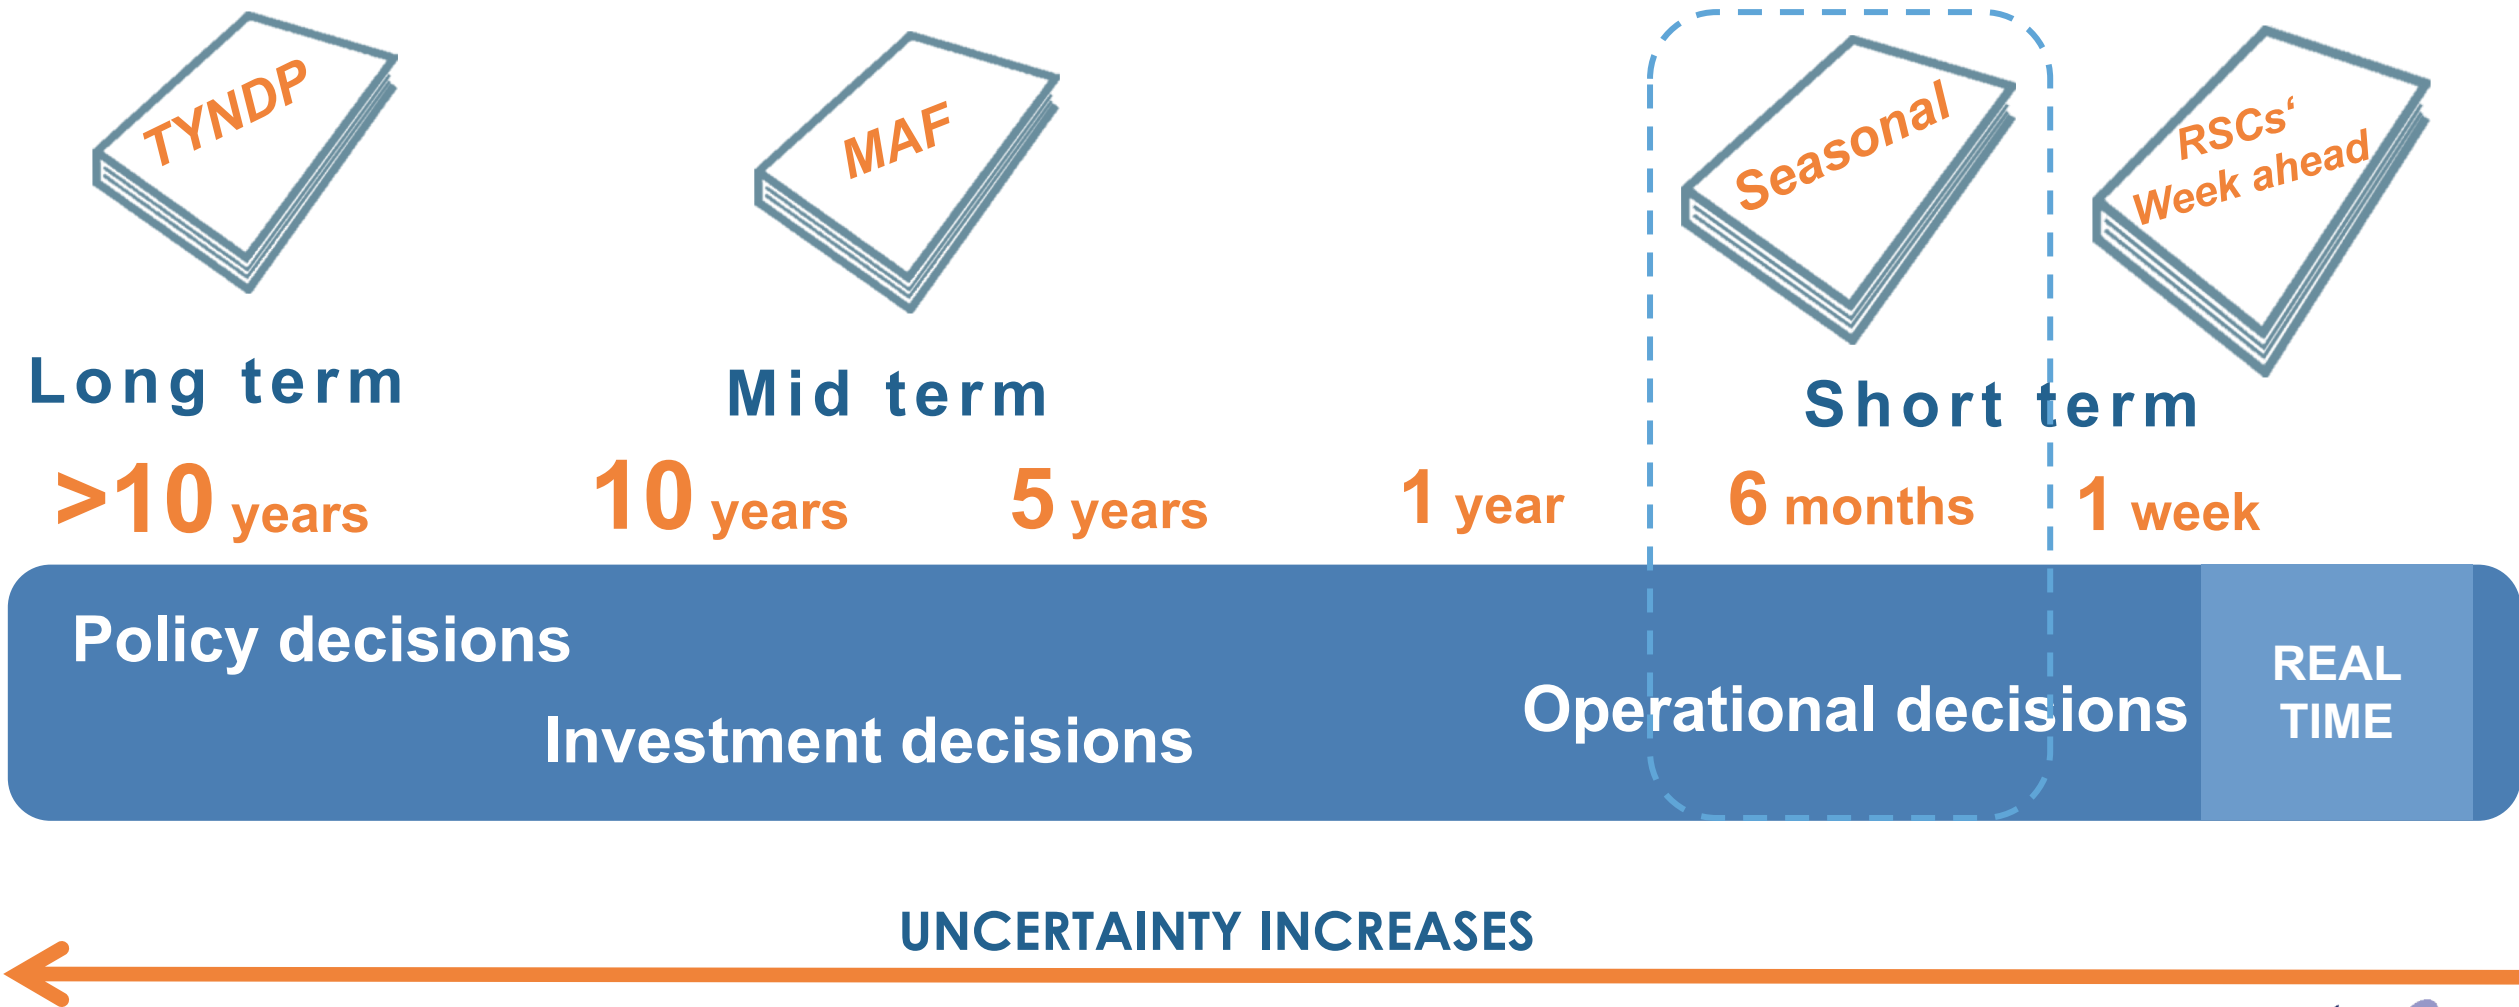 TYNDP
MAF
Seasonal
RSCs‘
Week ahead
Long term
Mid term
Short term
>10 years
10 years
5 years
1 year
6 months
1 week
Policy decisions
Investment decisions
Operational decisions
REAL
TIME
UNCERTAINTY INCREASES